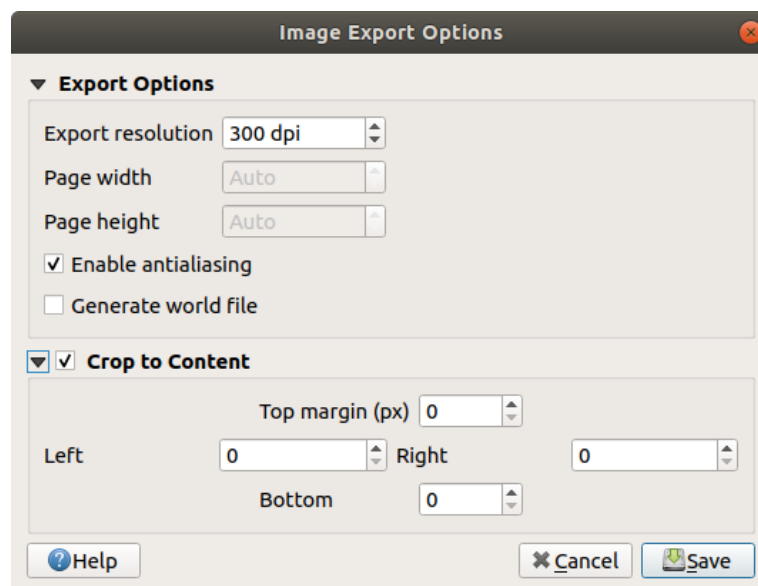 Image Export Options
Export Options
Export resolution 300 dpi
Page width Auto
Page height Auto
Enable antialiasing
Generate world file
Crop to Content
Top margin (px) 0
Left 0 Right 0
Bottom 0
Help Cancel Save